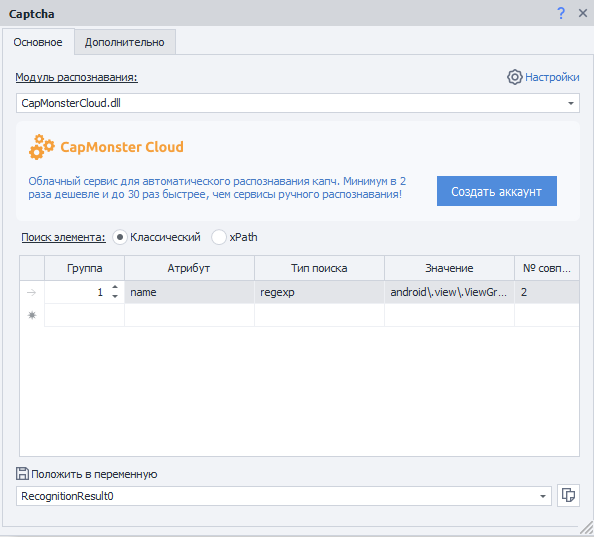 Captcha
?
Основное
Дополнительно
Модуль распознавания:
Настройки
CapMonsterCloud.dll
CapMonster Cloud
Облачный сервис для автоматического распознавания капч. Минимум в 2
раза дешевле и до 30 раз быстрее, чем сервисы ручного распознавания!
Создать аккаунт
Поиск элемента:
Классический
xPath
Группа
Атрибут
Тип поиска
Значение
№ совп...
1
name
regexp
android\.view\.ViewGr...
2
Положить в переменную
RecognitionResult0